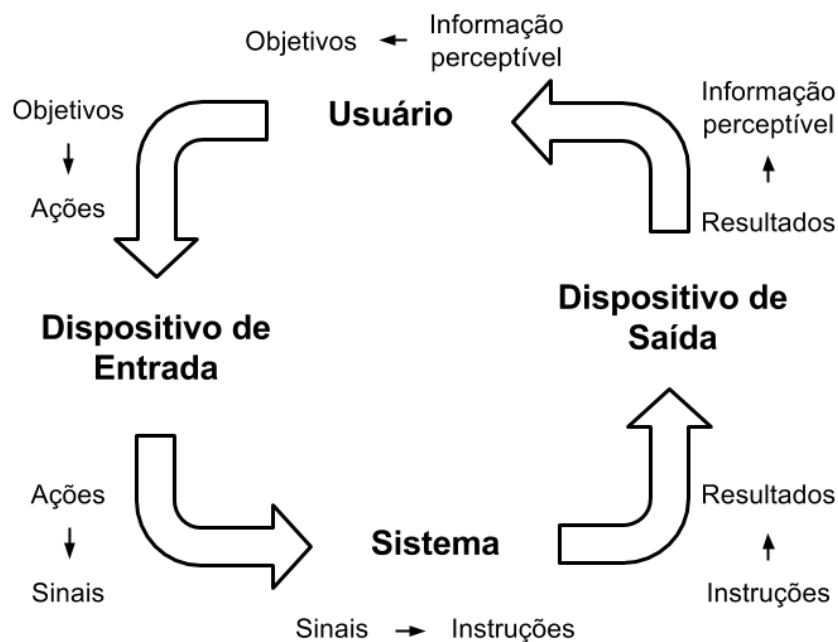 Objetivos ← Informação
perceptível
Usuário
Informação
perceptível
↑
Resultados
Objetivos
↓
Ações
Dispositivo de
Entrada
Dispositivo de
Saída
Ações
↓
Sinais
Sistema
Resultados
↑
Instruções
Sinais → Instruções